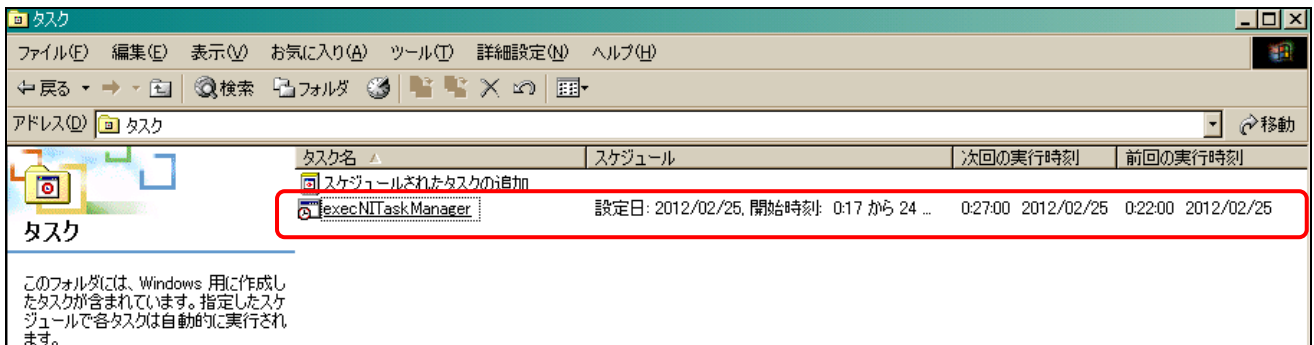 タスク
ファイル(F) 編集(E) 表示(V) お気に入り(A) ツール(T) 詳細設定(N) ヘルプ(H)
戻る 検索 フォルダ
アドレス(D) タスク 移動
タスク名 スケジュール 次回の実行時刻 前回の実行時刻
スケジュールされたタスクの追加
execNITaskManager 設定日: 2012/02/25, 開始時刻: 0:17 から 24 ... 0:27:00 2012/02/25 0:22:00 2012/02/25
タスク
このフォルダには、Windows 用に作成し
たタスクが含まれています。指定したスケ
ジュールで各タスクは自動的に実行され
ます。